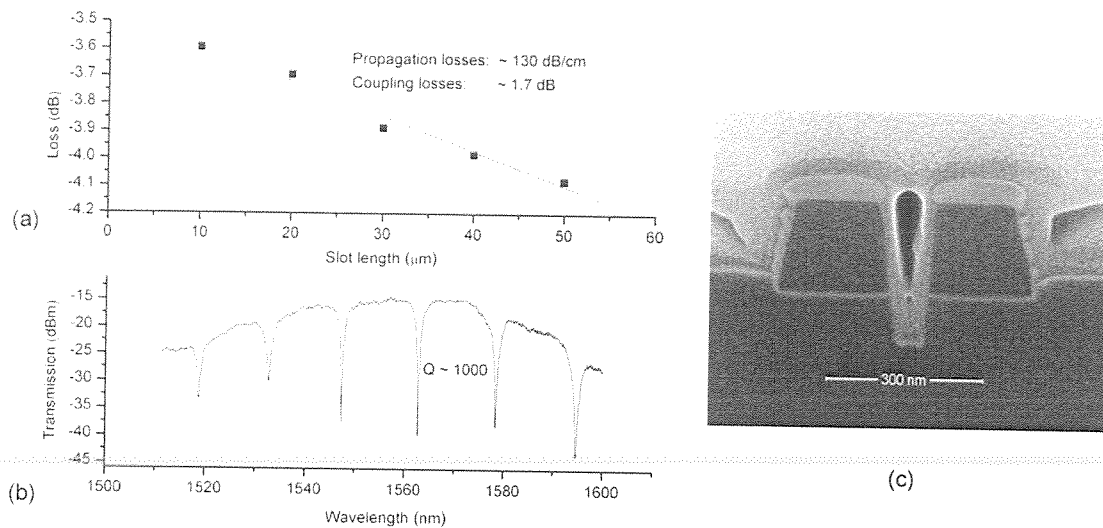 -3.5
-3.6
-3.7
-3.8
-3.9
-4.0
-4.1
-4.2
Loss (dB)
Propagation losses: ~ 130 dB/cm
Coupling losses: ~ 1.7 dB
0 10 20 30 40 50 60
Slot length (μm)
(a)
-15
-20
-25
-30
-35
-40
-45
Transmission (dBm)
Q ~ 1000
1500 1520 1540 1560 1580 1600
Wavelength (nm)
(b)
300 nm
(c)